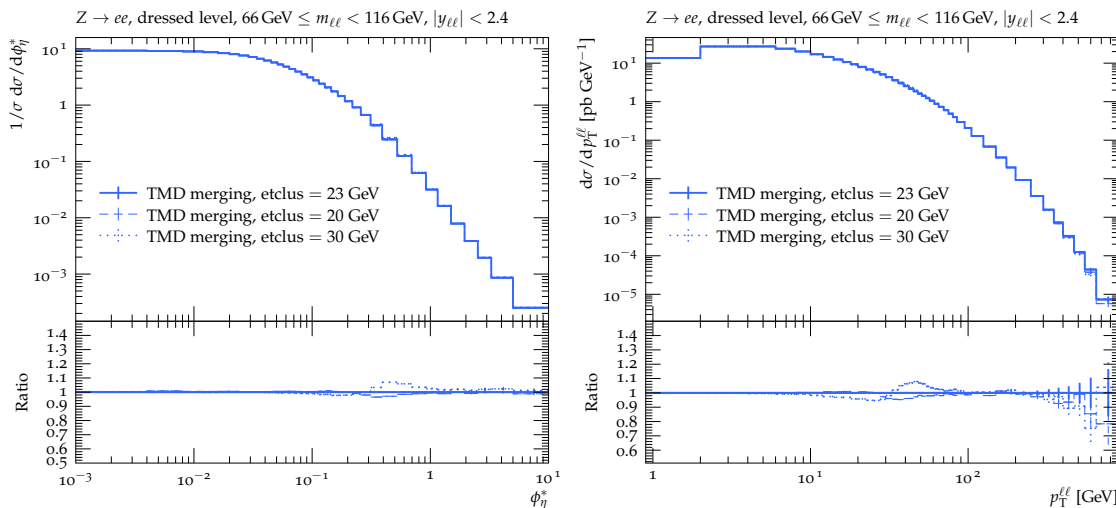 Z → ee, dressed level, 66 GeV ≤ mℓℓ < 116 GeV, |yℓℓ| < 2.4
1/σ dσ/dφ*η
10¹
1
10⁻¹
10⁻²
10⁻³
TMD merging, etclus = 23 GeV
TMD merging, etclus = 20 GeV
TMD merging, etclus = 30 GeV
Ratio
1.4
1.3
1.2
1.1
1.0
0.9
0.8
0.7
0.6
0.5
10⁻³ 10⁻² 10⁻¹ 1 10¹
φ*η
Z → ee, dressed level, 66 GeV ≤ mℓℓ < 116 GeV, |yℓℓ| < 2.4
dσ/dpTℓℓ [pb GeV⁻¹]
10¹
1
10⁻¹
10⁻²
10⁻³
10⁻⁴
10⁻⁵
TMD merging, etclus = 23 GeV
TMD merging, etclus = 20 GeV
TMD merging, etclus = 30 GeV
Ratio
1.4
1.3
1.2
1.1
1.0
0.9
0.8
0.7
0.6
1 10¹ 10²
pTℓℓ [GeV]